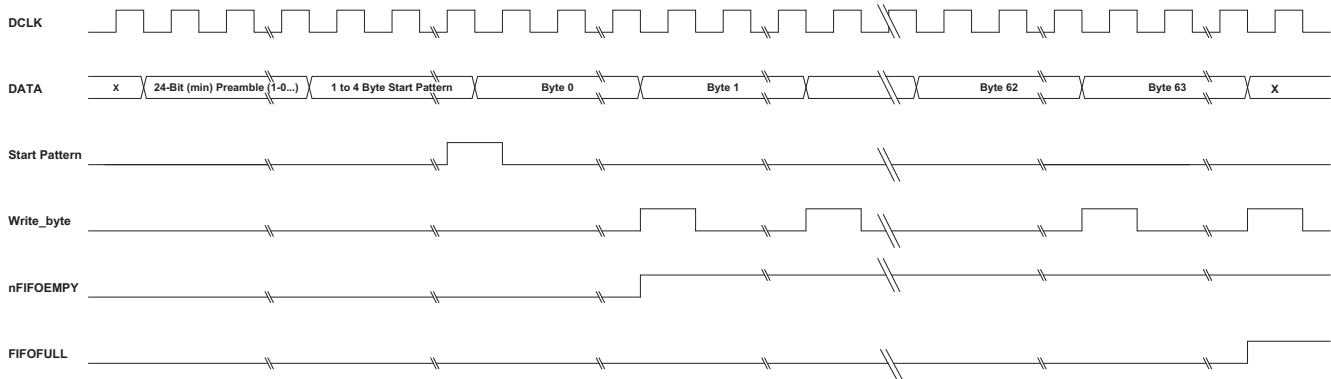 DCLK
DATA
X
24-Bit (min) Preamble (1-0...)
1 to 4 Byte Start Pattern
Byte 0
Byte 1
Byte 62
Byte 63
X
Start Pattern
Write_byte
nFIFOEMPY
FIFOFULL